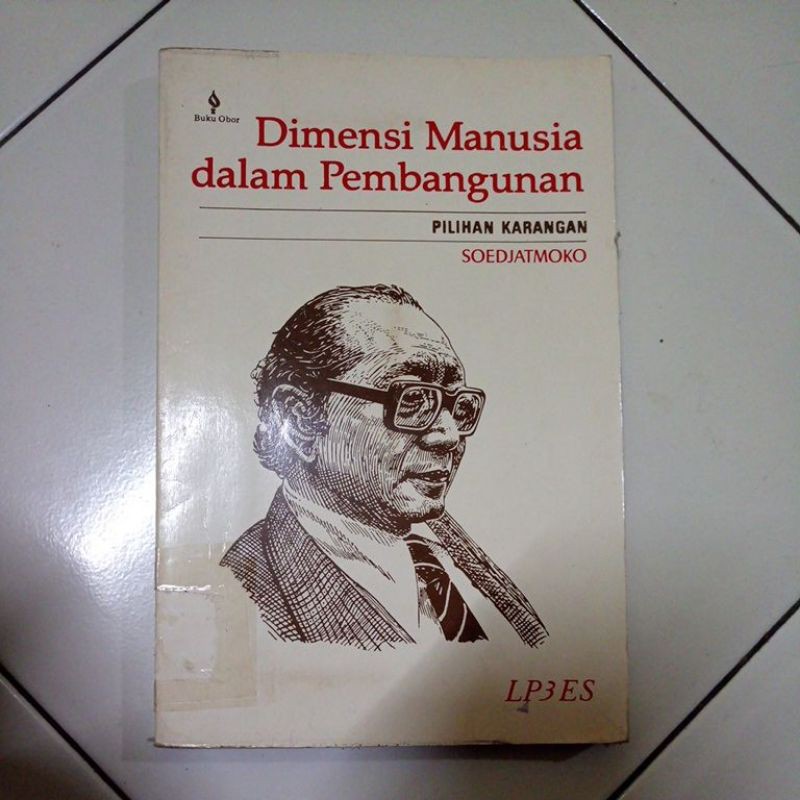 Buku Obor
Dimensi Manusia
dalam Pembangunan
PILIHAN KARANGAN
SOEDJATMOKO
LP3ES